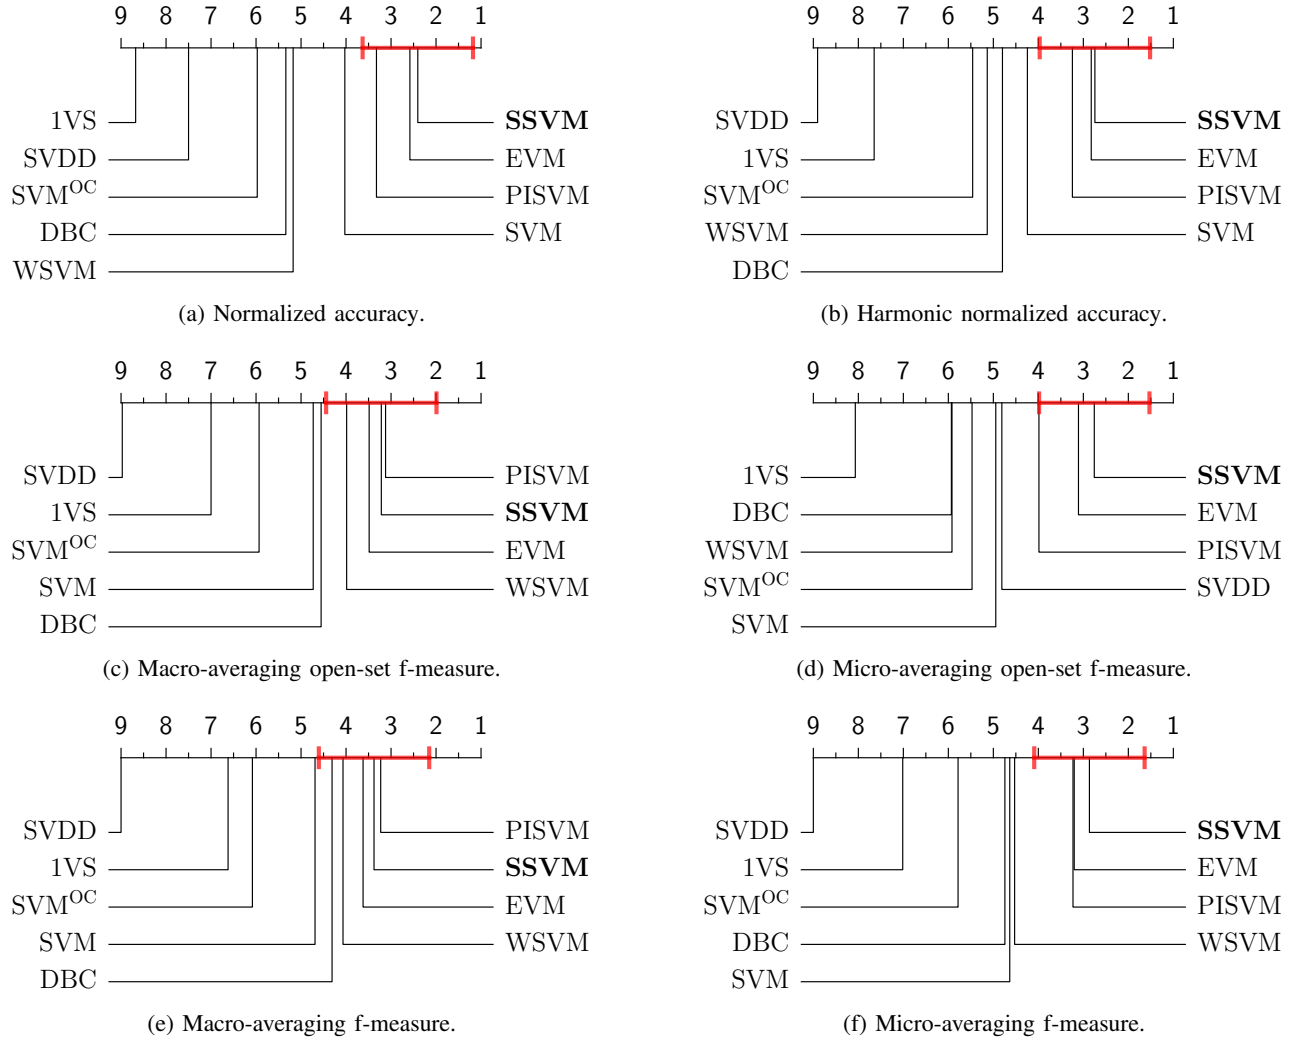 9 8 7 6 5 4 3 2 1
1VS
SVDD
SVM^OC
DBC
WSVM
SSVM
EVM
PISVM
SVM
(a) Normalized accuracy.
9 8 7 6 5 4 3 2 1
SVDD
1VS
SVM^OC
WSVM
DBC
SSVM
EVM
PISVM
SVM
(b) Harmonic normalized accuracy.
9 8 7 6 5 4 3 2 1
SVDD
1VS
SVM^OC
SVM
DBC
PISVM
SSVM
EVM
WSVM
(c) Macro-averaging open-set f-measure.
9 8 7 6 5 4 3 2 1
1VS
DBC
WSVM
SVM^OC
SVM
SSVM
EVM
PISVM
SVDD
(d) Micro-averaging open-set f-measure.
9 8 7 6 5 4 3 2 1
SVDD
1VS
SVM^OC
SVM
DBC
PISVM
SSVM
EVM
WSVM
(e) Macro-averaging f-measure.
9 8 7 6 5 4 3 2 1
SVDD
1VS
SVM^OC
DBC
SVM
SSVM
EVM
PISVM
WSVM
(f) Micro-averaging f-measure.